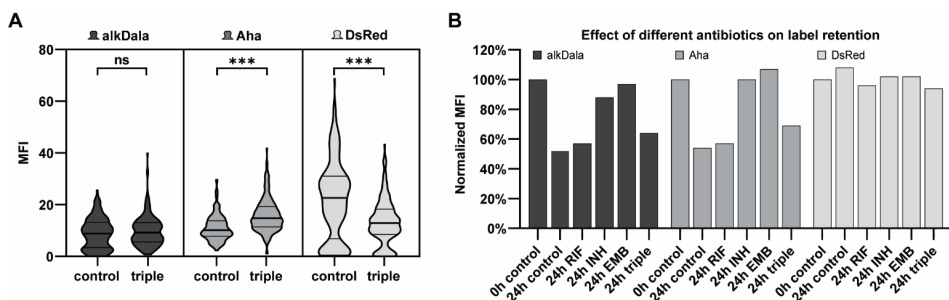 A
alkDala
Aha
DsRed
ns
***
***
80
60
40
20
0
MFI
control
triple
control
triple
control
triple
B
Effect of different antibiotics on label retention
alkDala
Aha
DsRed
120%
100%
80%
60%
40%
20%
0%
Normalized MFI
0h control
24h control
24h RIF
24h INH
24h EMB
24h triple
0h control
24h control
24h RIF
24h INH
24h EMB
24h triple
0h control
24h control
24h RIF
24h INH
24h EMB
24h triple